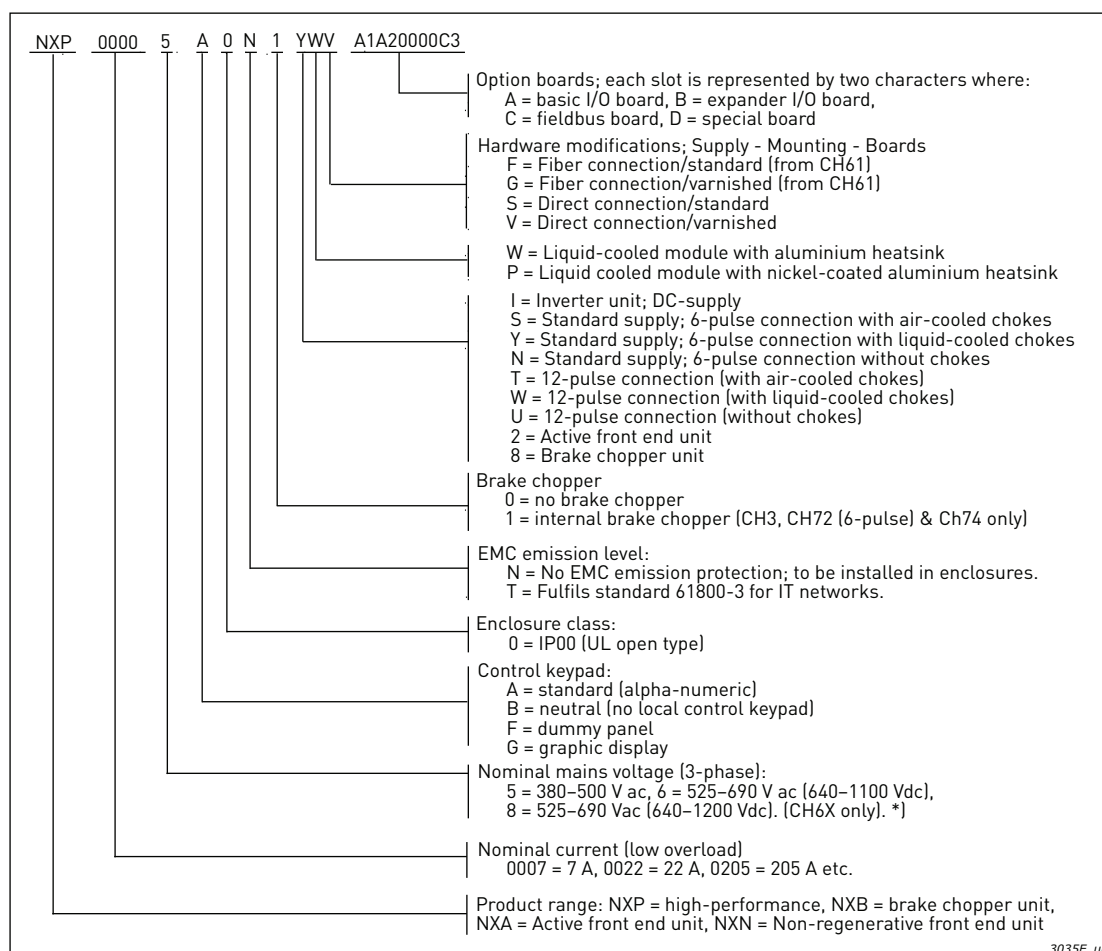 NXP 0000 5 A 0 N 1 YWV A1A20000C3
Option boards; each slot is represented by two characters where:
A = basic I/O board, B = expander I/O board,
C = fieldbus board, D = special board
Hardware modifications; Supply - Mounting - Boards
F = Fiber connection/standard (from CH61)
G = Fiber connection/varnished (from CH61)
S = Direct connection/standard
V = Direct connection/varnished
W = Liquid-cooled module with aluminium heatsink
P = Liquid cooled module with nickel-coated aluminium heatsink
I = Inverter unit; DC-supply
S = Standard supply; 6-pulse connection with air-cooled chokes
Y = Standard supply; 6-pulse connection with liquid-cooled chokes
N = Standard supply; 6-pulse connection without chokes
T = 12-pulse connection (with air-cooled chokes)
W = 12-pulse connection (with liquid-cooled chokes)
U = 12-pulse connection (without chokes)
2 = Active front end unit
8 = Brake chopper unit
Brake chopper
0 = no brake chopper
1 = internal brake chopper (CH3, CH72 (6-pulse) & Ch74 only)
EMC emission level:
N = No EMC emission protection; to be installed in enclosures.
T = Fulfils standard 61800-3 for IT networks.
Enclosure class:
0 = IP00 (UL open type)
Control keypad:
A = standard (alpha-numeric)
B = neutral (no local control keypad)
F = dummy panel
G = graphic display
Nominal mains voltage (3-phase):
5 = 380–500 V ac, 6 = 525–690 V ac (640–1100 Vdc),
8 = 525–690 Vac (640–1200 Vdc). (CH6X only). *)
Nominal current (low overload)
0007 = 7 A, 0022 = 22 A, 0205 = 205 A etc.
Product range: NXP = high-performance, NXB = brake chopper unit,
NXA = Active front end unit, NXN = Non-regenerative front end unit